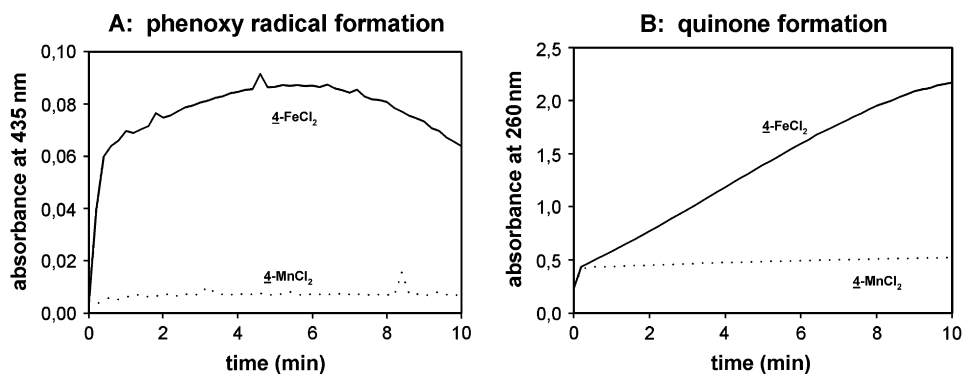 A: phenoxy radical formation
absorbance at 435 nm
0,10
0,08
0,06
0,04
0,02
0,00
4-FeCl2
4-MnCl2
0 2 4 6 8 10
time (min)
B: quinone formation
absorbance at 260 nm
2,5
2,0
1,5
1,0
0,5
0,0
4-FeCl2
4-MnCl2
0 2 4 6 8 10
time (min)